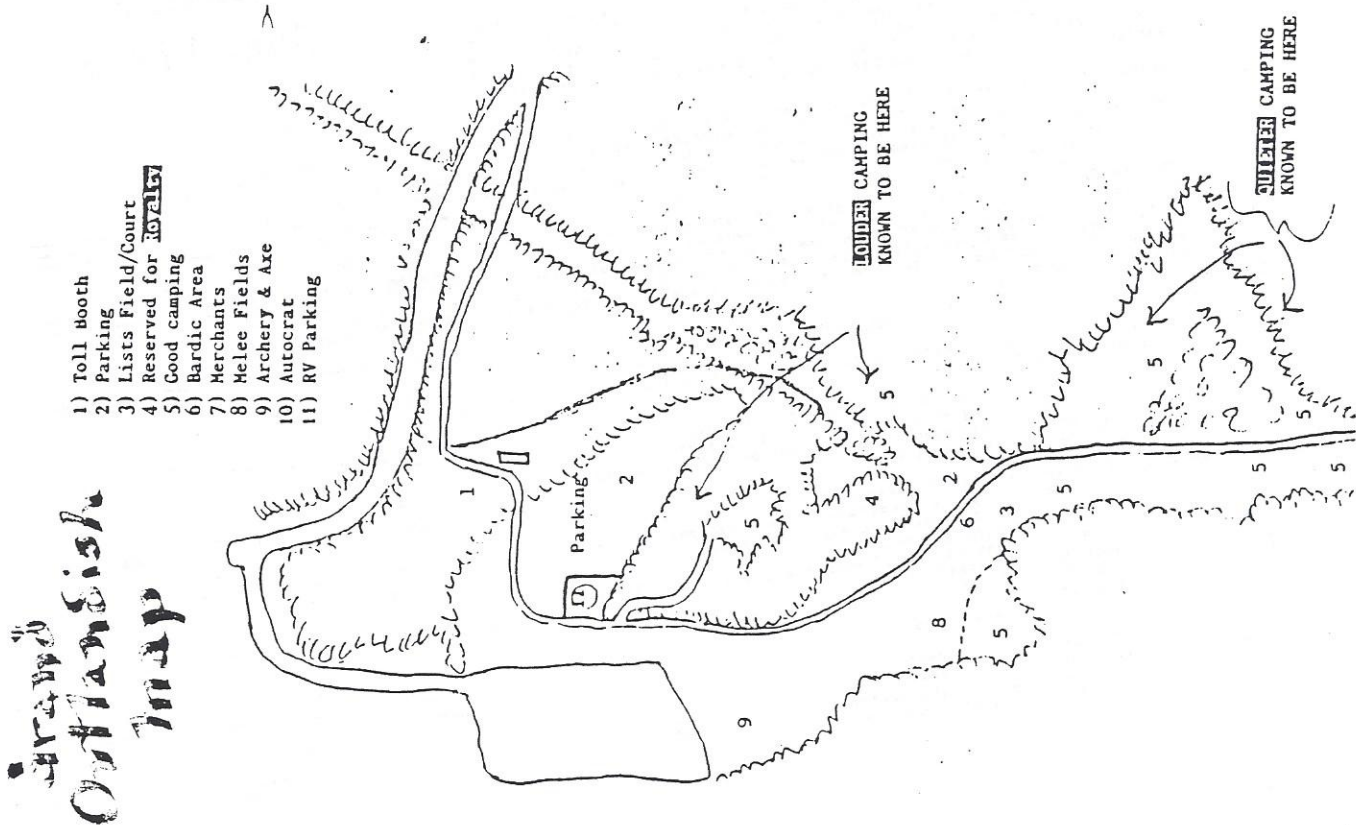 Grand
Outlandish
Map
1) Toll Booth
2) Parking
3) Lists Field/Court
4) Reserved for Royalty
5) Good camping
6) Bardic Area
7) Merchants
8) Melee Fields
9) Archery & Axe
10) Autocrat
11) RV Parking
1
Parking
2
11
LOUDER CAMPING
KNOWN TO BE HERE
5
4
5
2
6
3
5
8
5
9
QUIETER CAMPING
KNOWN TO BE HERE
5
5
5
5